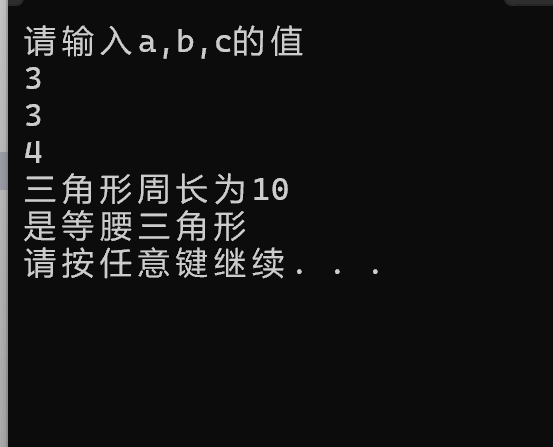 请输入a,b,c的值
3
3
4
三角形周长为10
是等腰三角形
请按任意键继续. . .